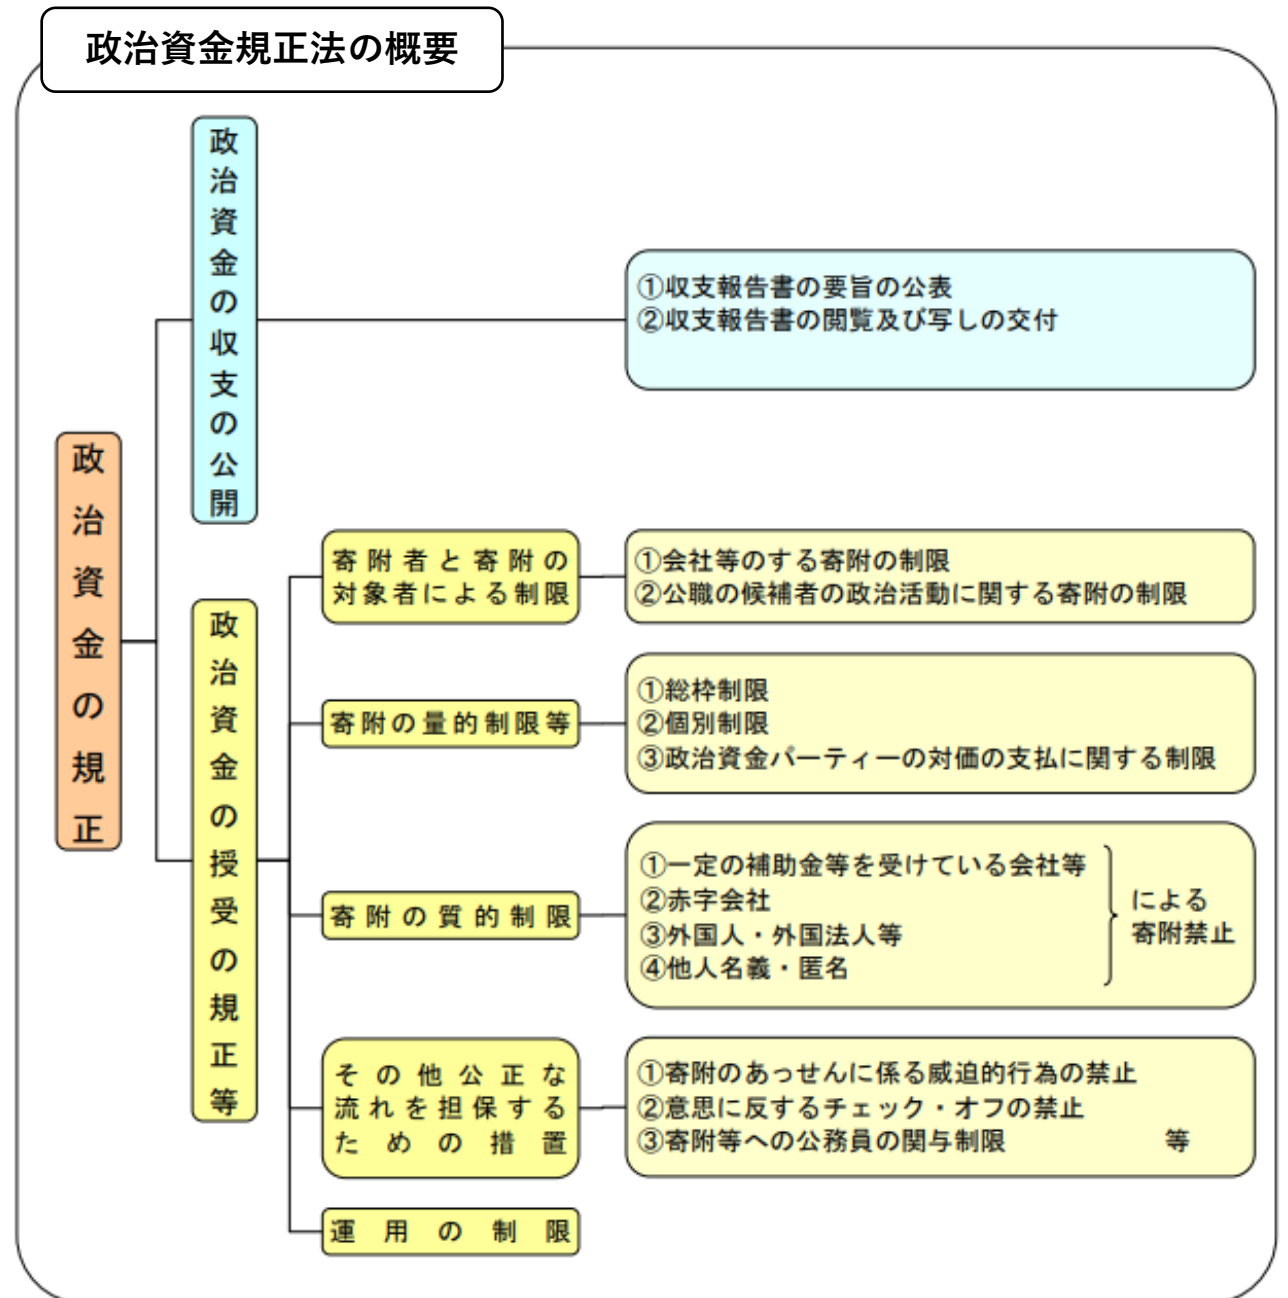 政治資金規正法の概要
政治資金の規正
政治資金の収支の公開
①収支報告書の要旨の公表
②収支報告書の閲覧及び写しの交付
政治資金の授受の規正等
寄附者と寄附の
対象者による制限
①会社等のする寄附の制限
②公職の候補者の政治活動に関する寄附の制限
寄附の量的制限等
①総枠制限
②個別制限
③政治資金パーティーの対価の支払に関する制限
寄附の質的制限
①一定の補助金等を受けている会社等
②赤字会社
③外国人・外国法人等
④他人名義・匿名
による
寄附禁止
その他公正な
流れを担保する
ための措置
①寄附のあっせんに係る威迫的行為の禁止
②意思に反するチェック・オフの禁止
③寄附等への公務員の関与制限 等
運用の制限